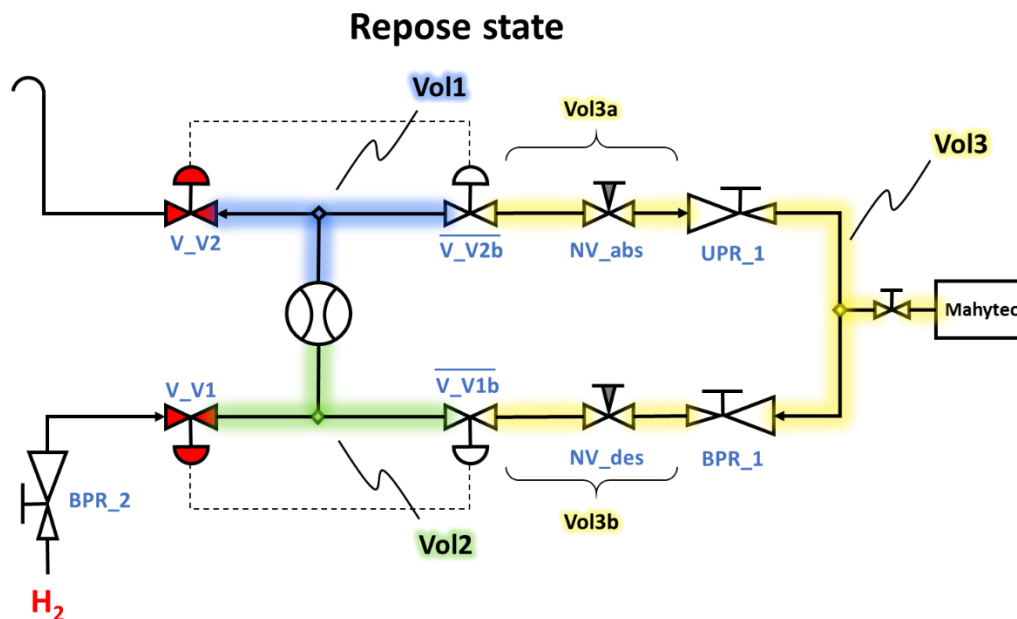 Repose state
Vol1
Vol3a
Vol3
V_V2
V_V2b
NV_abs
UPR_1
Mahytec
V_V1
V_V1b
NV_des
BPR_1
BPR_2
Vol2
Vol3b
H₂